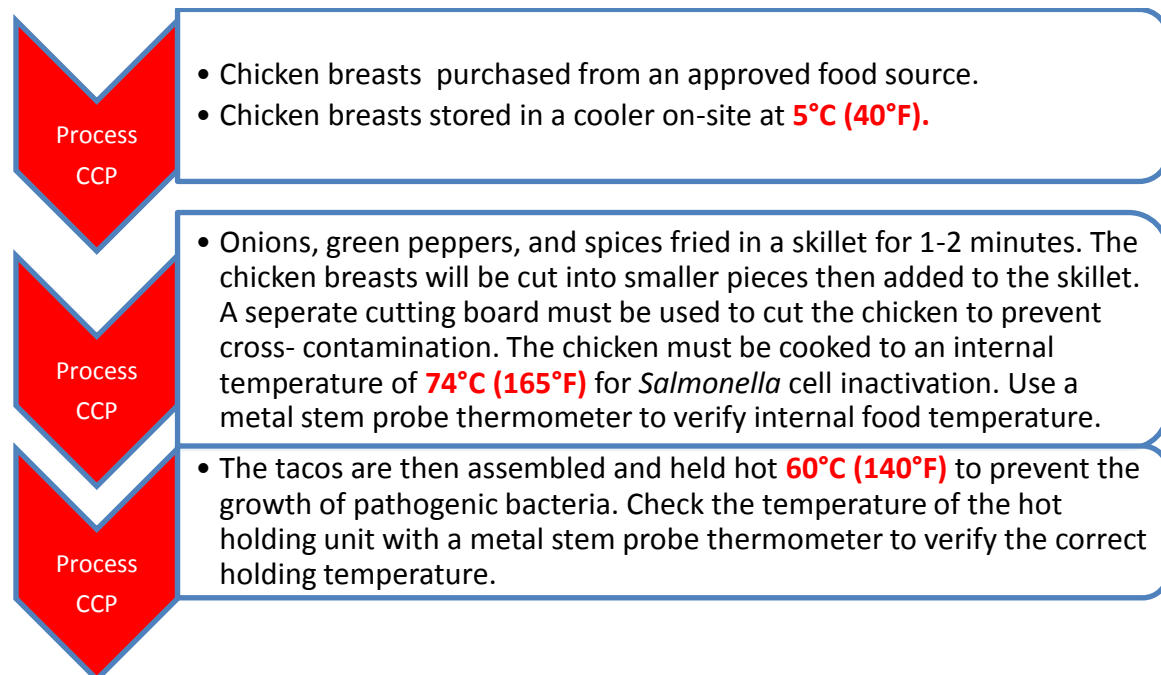 Process
CCP
• Chicken breasts  purchased from an approved food source.
• Chicken breasts stored in a cooler on-site at 5°C (40°F).
Process
CCP
• Onions, green peppers, and spices fried in a skillet for 1-2 minutes. The
chicken breasts will be cut into smaller pieces then added to the skillet.
A seperate cutting board must be used to cut the chicken to prevent
cross- contamination. The chicken must be cooked to an internal
temperature of 74°C (165°F) for Salmonella cell inactivation. Use a
metal stem probe thermometer to verify internal food temperature.
Process
CCP
• The tacos are then assembled and held hot 60°C (140°F) to prevent the
growth of pathogenic bacteria. Check the temperature of the hot
holding unit with a metal stem probe thermometer to verify the correct
holding temperature.